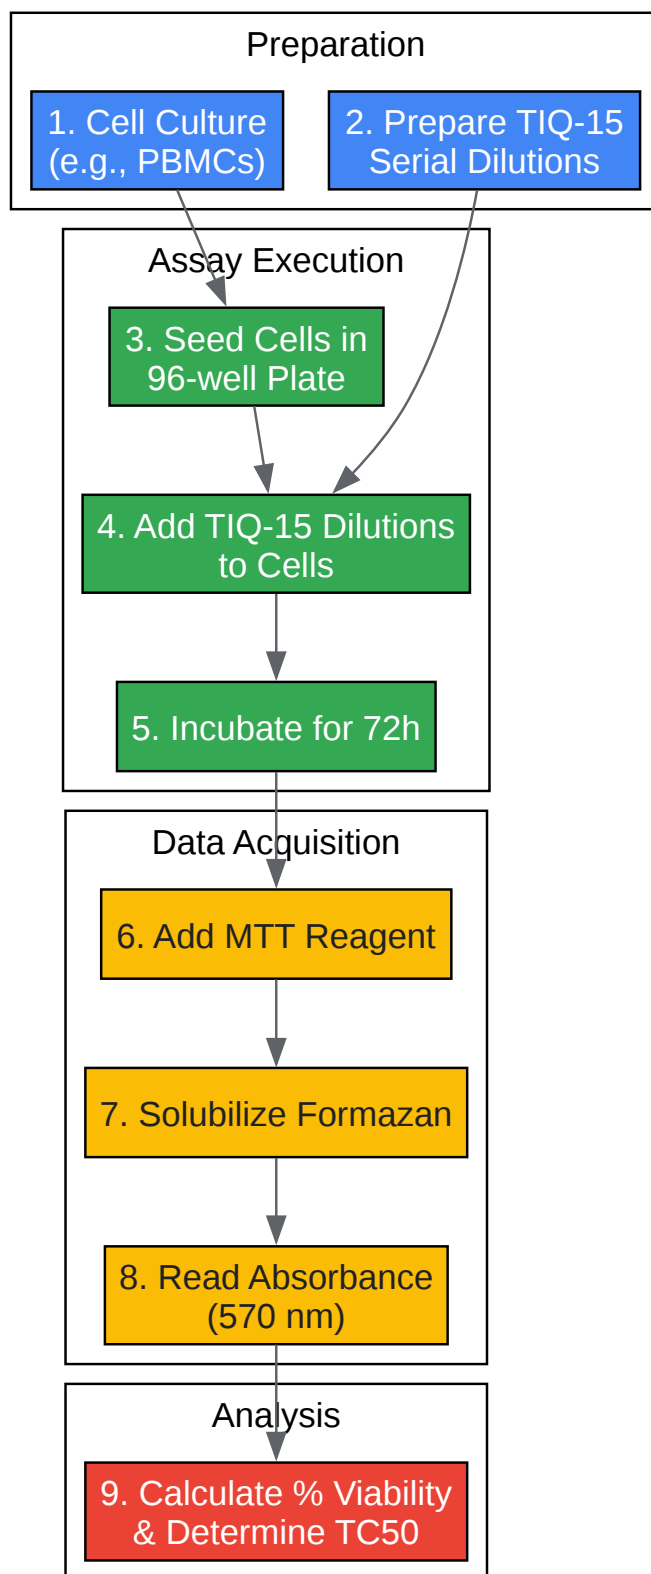 Preparation
1. Cell Culture
(e.g., PBMCs)
2. Prepare TIQ-15
Serial Dilutions
Assay Execution
3. Seed Cells in
96-well Plate
4. Add TIQ-15 Dilutions
to Cells
5. Incubate for 72h
Data Acquisition
6. Add MTT Reagent
7. Solubilize Formazan
8. Read Absorbance
(570 nm)
Analysis
9. Calculate % Viability
& Determine TC50